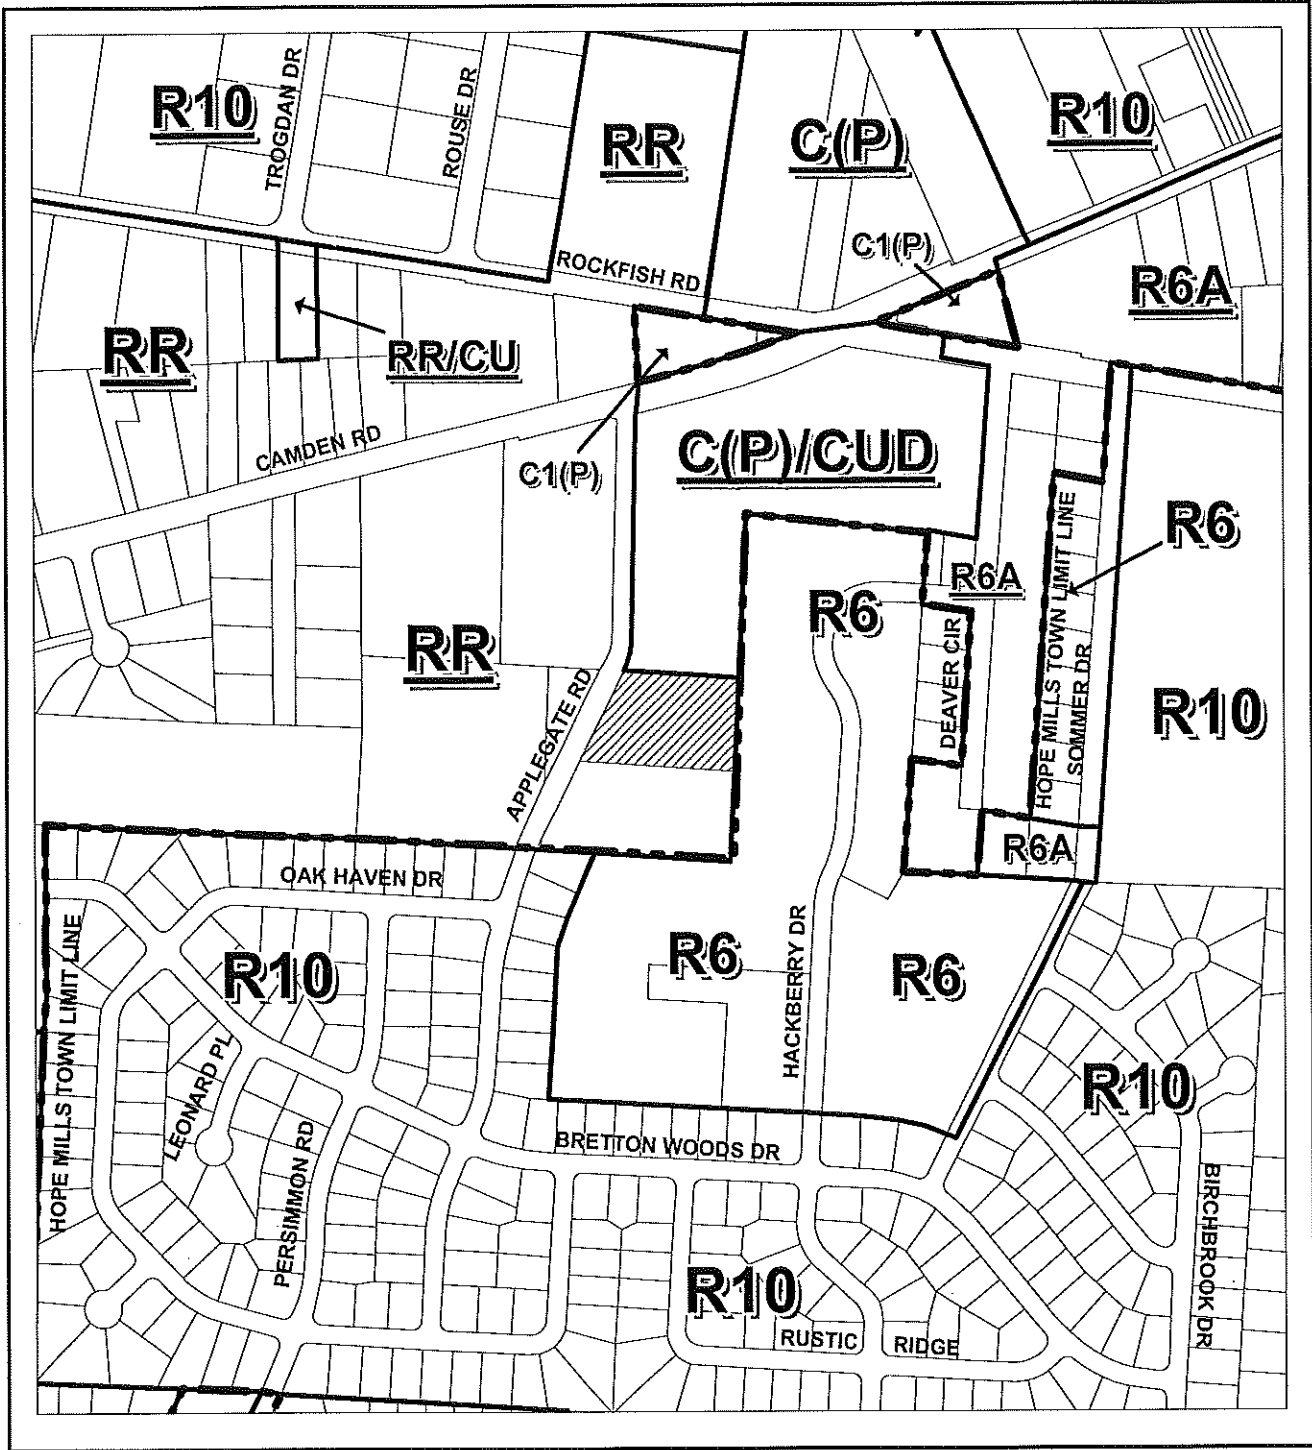 R10
TROGDAN DR
ROUSE DR
RR
C(P)
R10
C1(P)
ROCKFISH RD
R6A
RR
RR/CU
CAMDEN RD
C1(P)
C(P)/CUD
R6
R6A
R6
HOPE MILLS TOWN LIMIT LINE
SOMMER DR
DEAVER CIR
RR
R10
APPLEGATE RD
R6A
OAK HAVEN DR
HOPE MILLS TOWN LIMIT LINE
R10
R6
HACKBERRY DR
R6
LEONARD PL
PERSIMMON RD
R10
BRETTON WOODS DR
BIRCHBROOK DR
R10
RUSTIC RIDGE